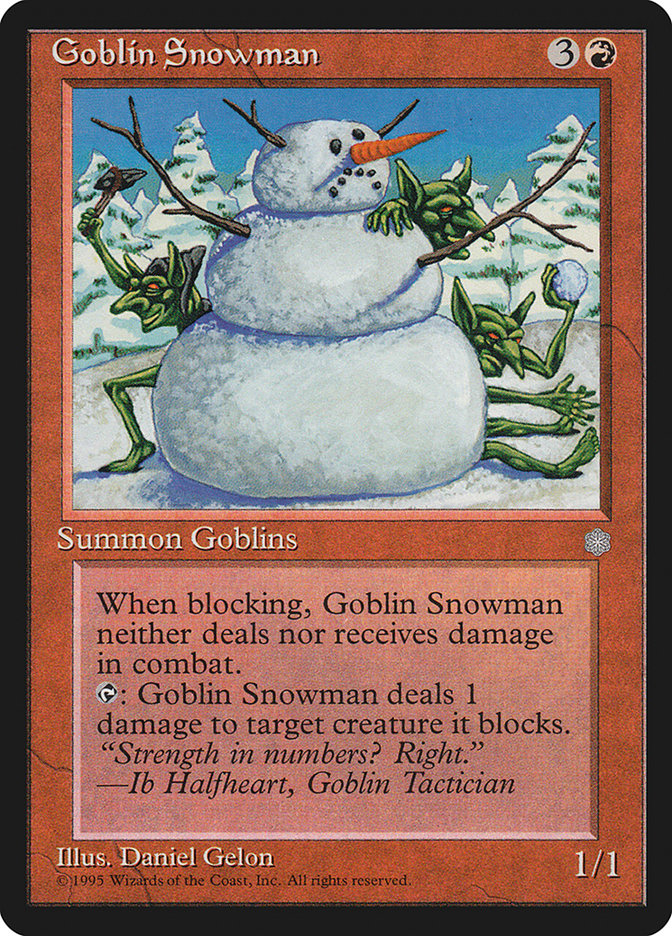 Goblin Snowman
3
Summon Goblins
When blocking, Goblin Snowman
neither deals nor receives damage
in combat.
: Goblin Snowman deals 1
damage to target creature it blocks.
“Strength in numbers? Right.”
—Ib Halfheart, Goblin Tactician
Illus. Daniel Gelon
©1995 Wizards of the Coast, Inc. All rights reserved.
1/1